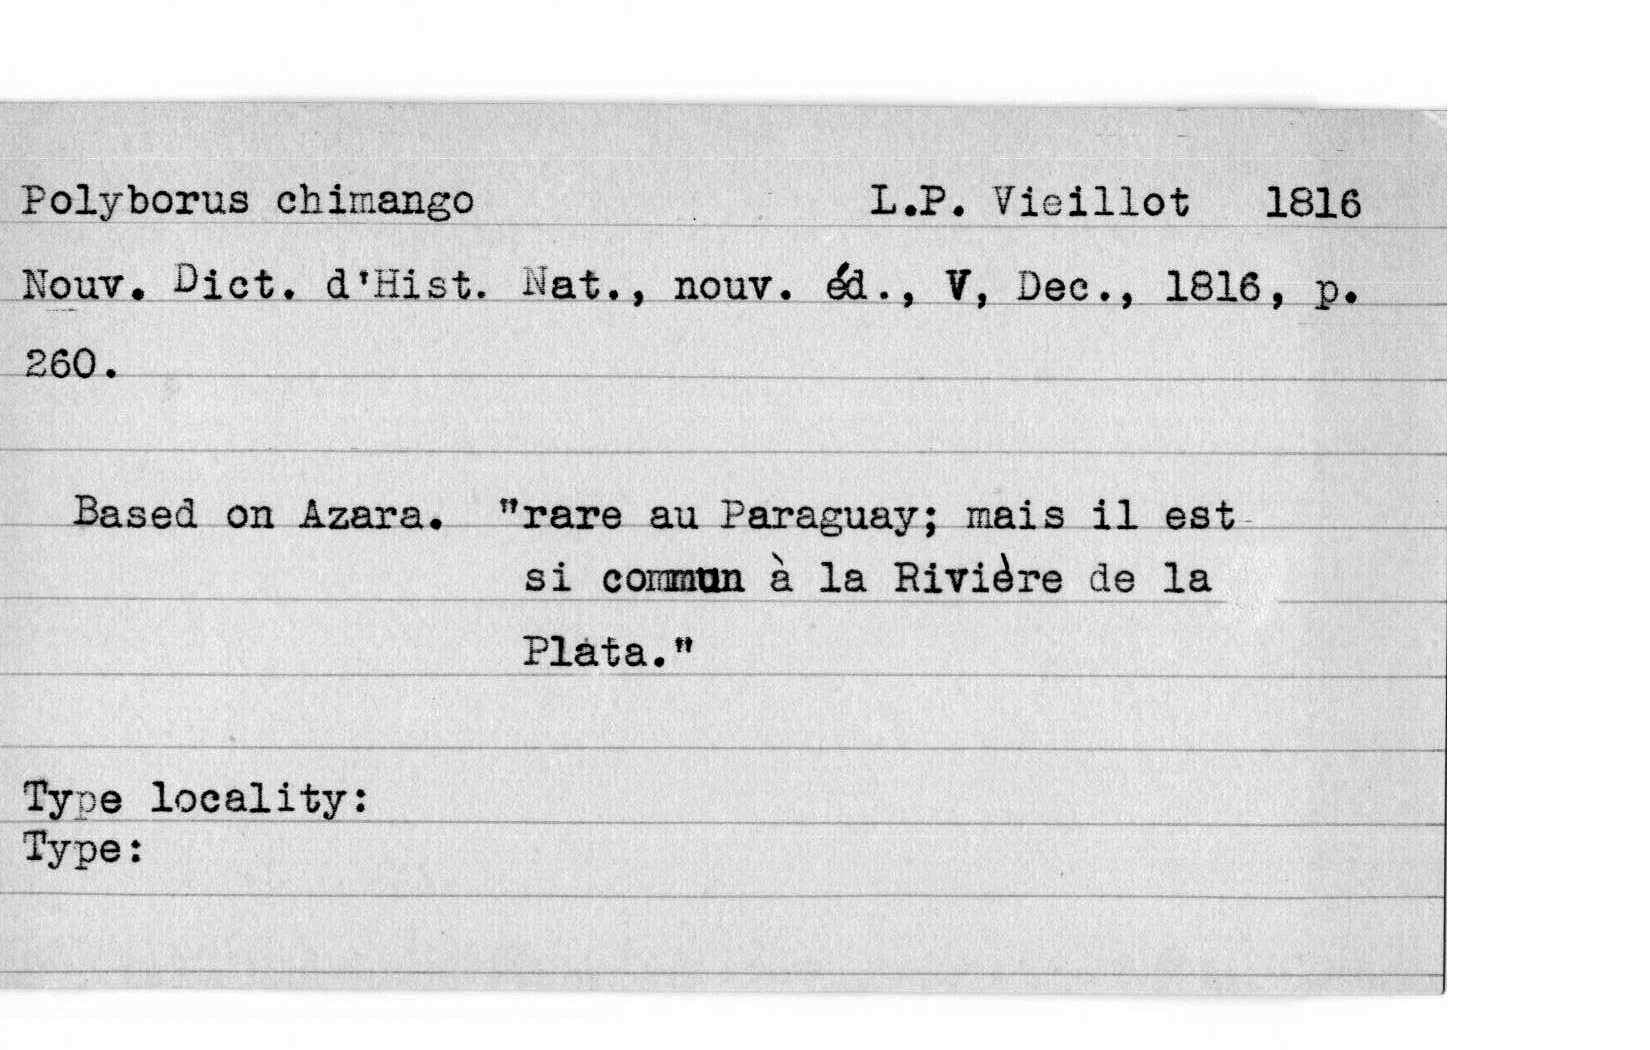 Polyborus chimango L.P. Vieillot 1816
Nouv. Dict. d'Hist. Nat., nouv. éd., V, Dec., 1816, p.
260.
Based on Azara. "rare au Paraguay; mais il est
si commun à la Rivière de la
Plata."
Type locality:
Type: